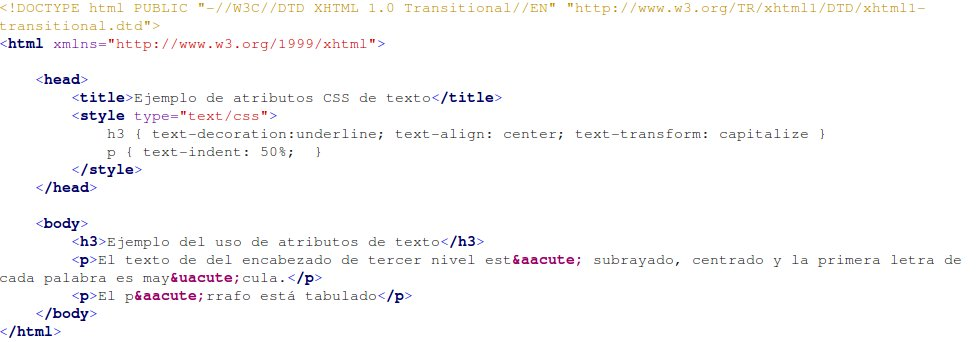 <!DOCTYPE html PUBLIC "-//W3C//DTD XHTML 1.0 Transitional//EN" "http://www.w3.org/TR/xhtml1/DTD/xhtml1-
transitional.dtd">
<html xmlns="http://www.w3.org/1999/xhtml">
<head>
<title>Ejemplo de atributos CSS de texto</title>
<style type="text/css">
h3 { text-decoration:underline; text-align: center; text-transform: capitalize }
p { text-indent: 50%;  }
</style>
</head>
<body>
<h3>Ejemplo del uso de atributos de texto</h3>
<p>El texto de del encabezado de tercer nivel est&aacute; subrayado, centrado y la primera letra de
cada palabra es may&uacute;cula.</p>
<p>El p&aacute;rrafo está tabulado</p>
</body>
</html>